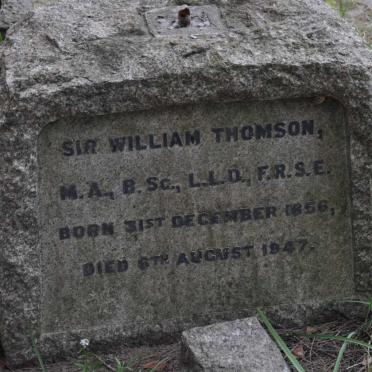 SIR WILLIAM THOMSON,
M.A., B.SC., L.L.D., F.R.S.E.
BORN 31ST DECEMBER 1856,
DIED 6TH AUGUST 1947.